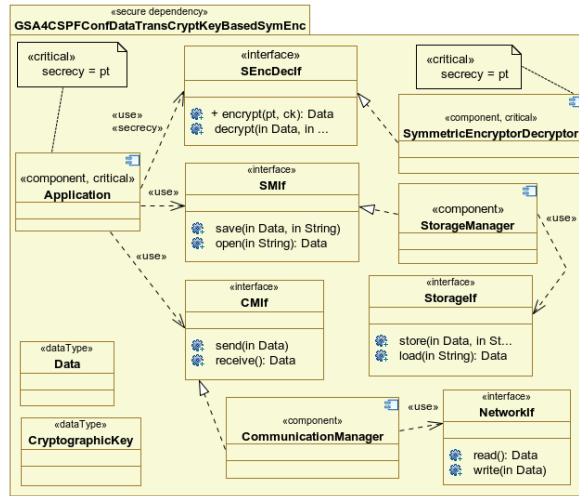 «secure dependency»
GSA4CSPFConfDataTransCryptKeyBasedSymEnc
«critical»
secrecy = pt
«interface»
SEncDecIf
+ encrypt(pt, ck): Data
decrypt(in Data, in ...
«critical»
secrecy = pt
«use»
«secrecy»
«component, critical»
SymmetricEncryptorDecryptor
«component, critical»
Application
«use»
«interface»
SMIf
save(in Data, in String)
open(in String): Data
«component»
StorageManager
«use»
«use»
«interface»
CMIf
send(in Data)
receive(): Data
«interface»
StorageIf
store(in Data, in St...
load(in String): Data
«dataType»
Data
«dataType»
CryptographicKey
«component»
CommunicationManager
«use»
«interface»
NetworkIf
read(): Data
write(in Data)